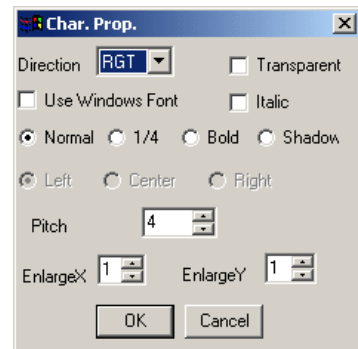 Char. Prop.
Direction RGT Transparent
Use Windows Font Italic
Normal 1/4 Bold Shadow
Left Center Right
Pitch 4
EnlargeX 1 EnlargeY 1
OK Cancel